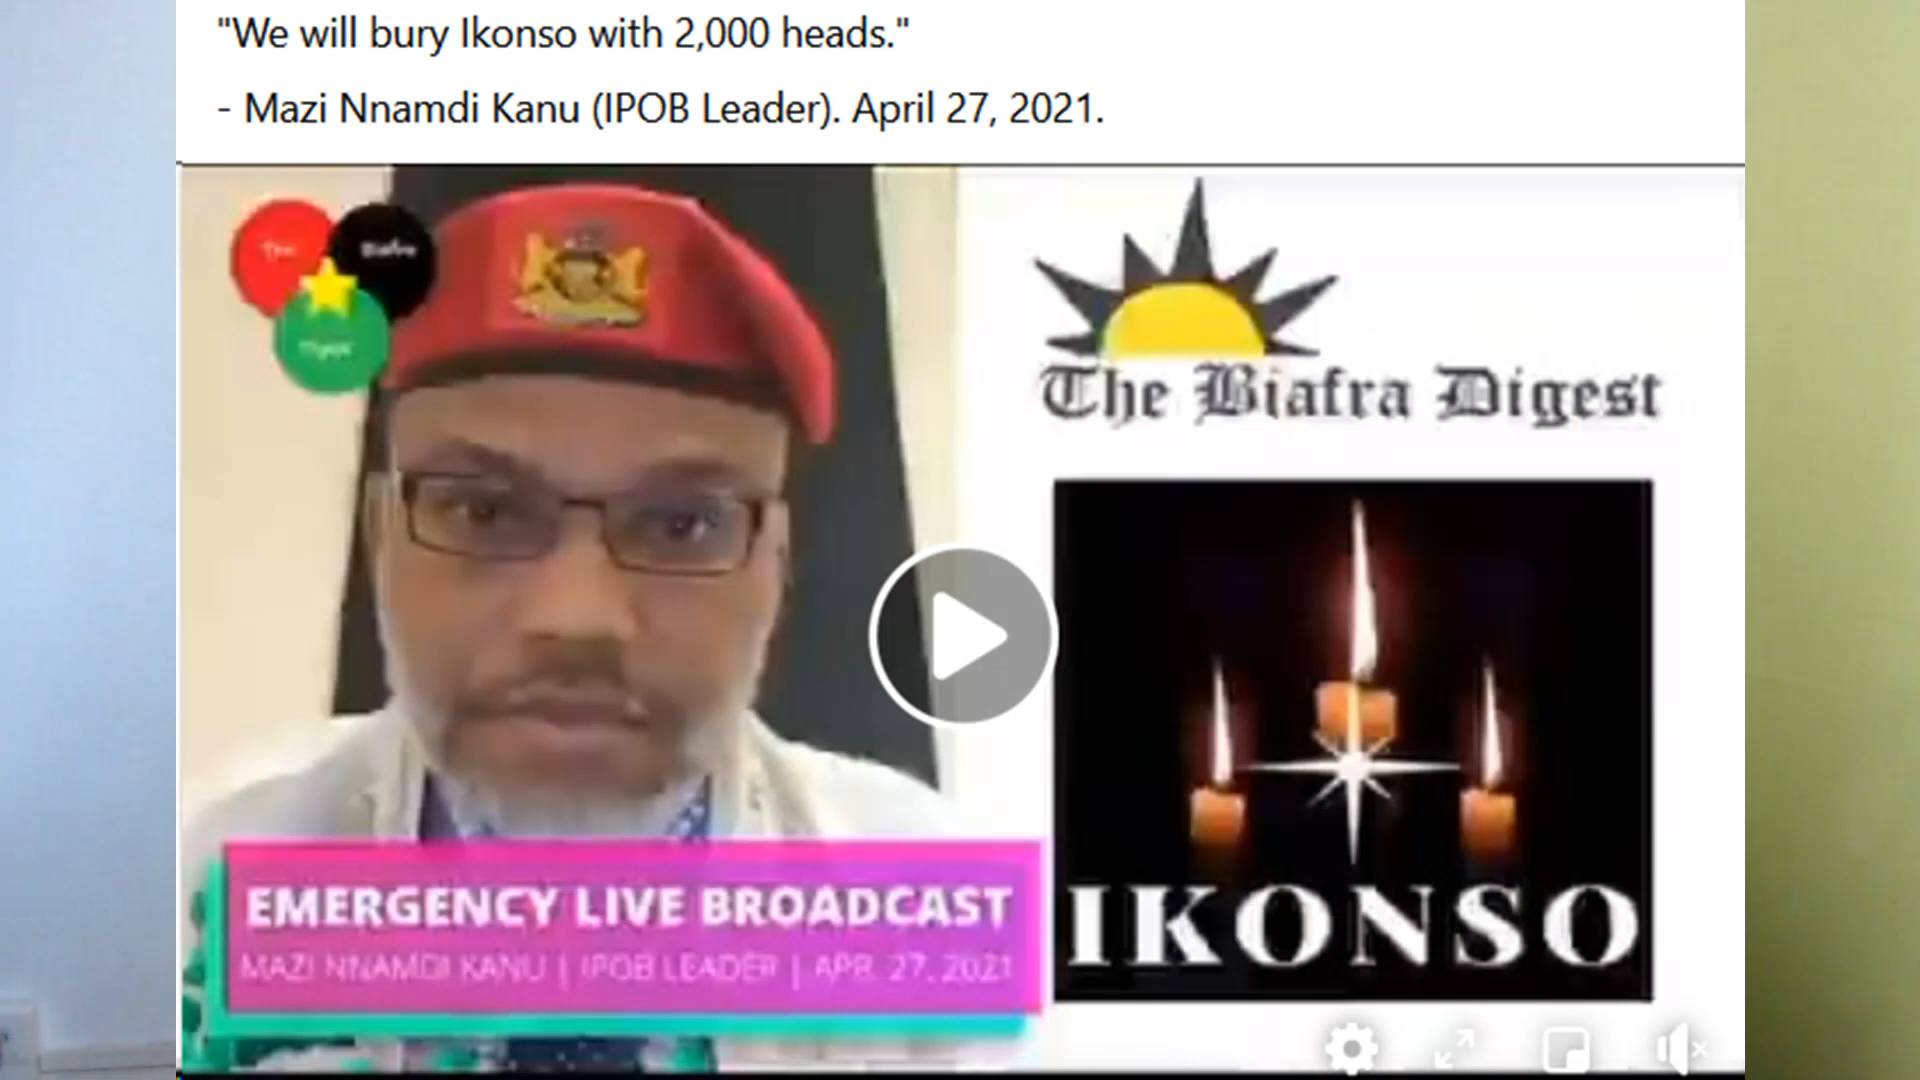 "We will bury Ikonso with 2,000 heads."
- Mazi Nnamdi Kanu (IPOB Leader). April 27, 2021.
The Biafra Digest
EMERGENCY LIVE BROADCAST
MAZI NNAMDI KANU | IPOB LEADER | APR. 27, 2021
IKONSO